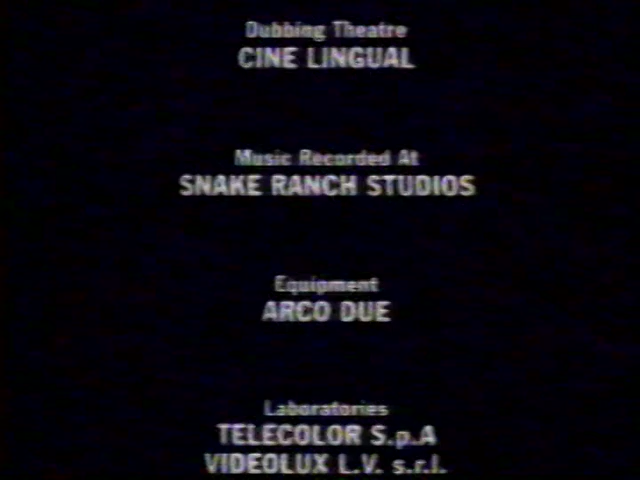 Dubbing Theatre
CINE LINGUAL
Music Recorded At
SNAKE RANCH STUDIOS
Equipment
ARCO DUE
Laboratories
TELECOLOR S.p.A
VIDEOLUX L.V. s.r.l.